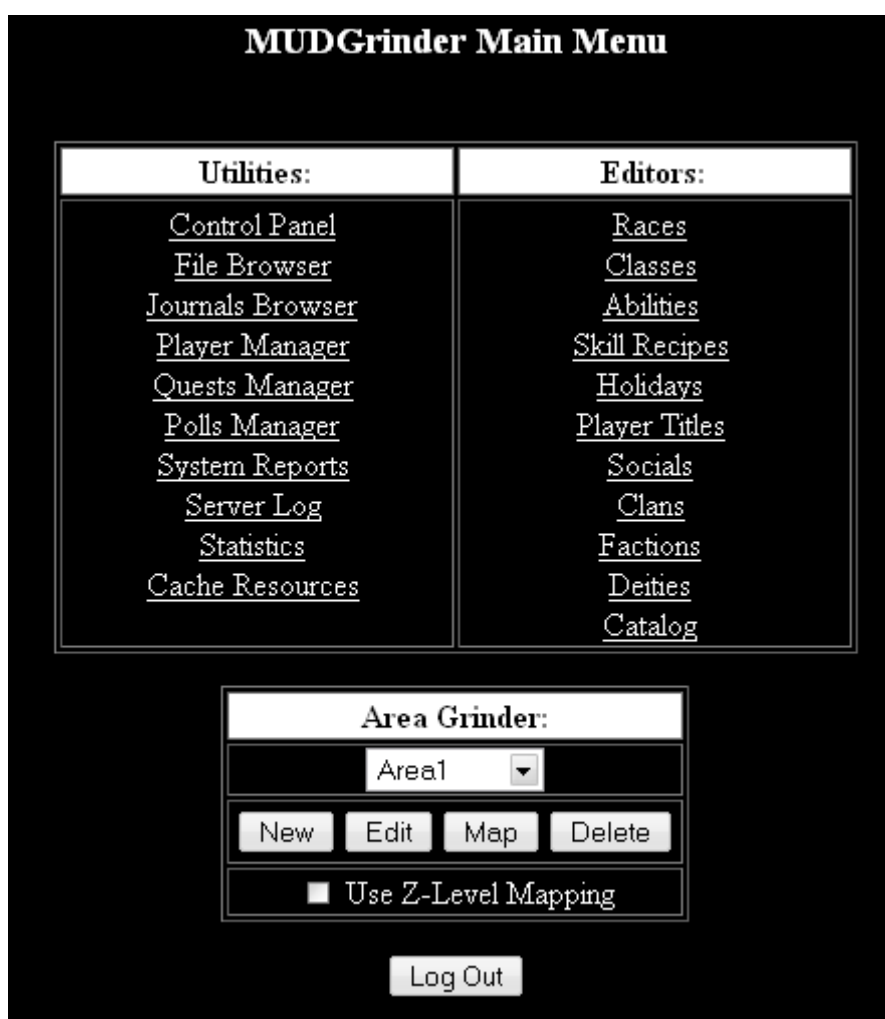 MUDGrinder Main Menu
Utilities:
Control Panel
File Browser
Journals Browser
Player Manager
Quests Manager
Polls Manager
System Reports
Server Log
Statistics
Cache Resources
Editors:
Races
Classes
Abilities
Skill Recipes
Holidays
Player Titles
Socials
Clans
Factions
Deities
Catalog
Area Grinder:
Area1
New Edit Map Delete
Use Z-Level Mapping
Log Out